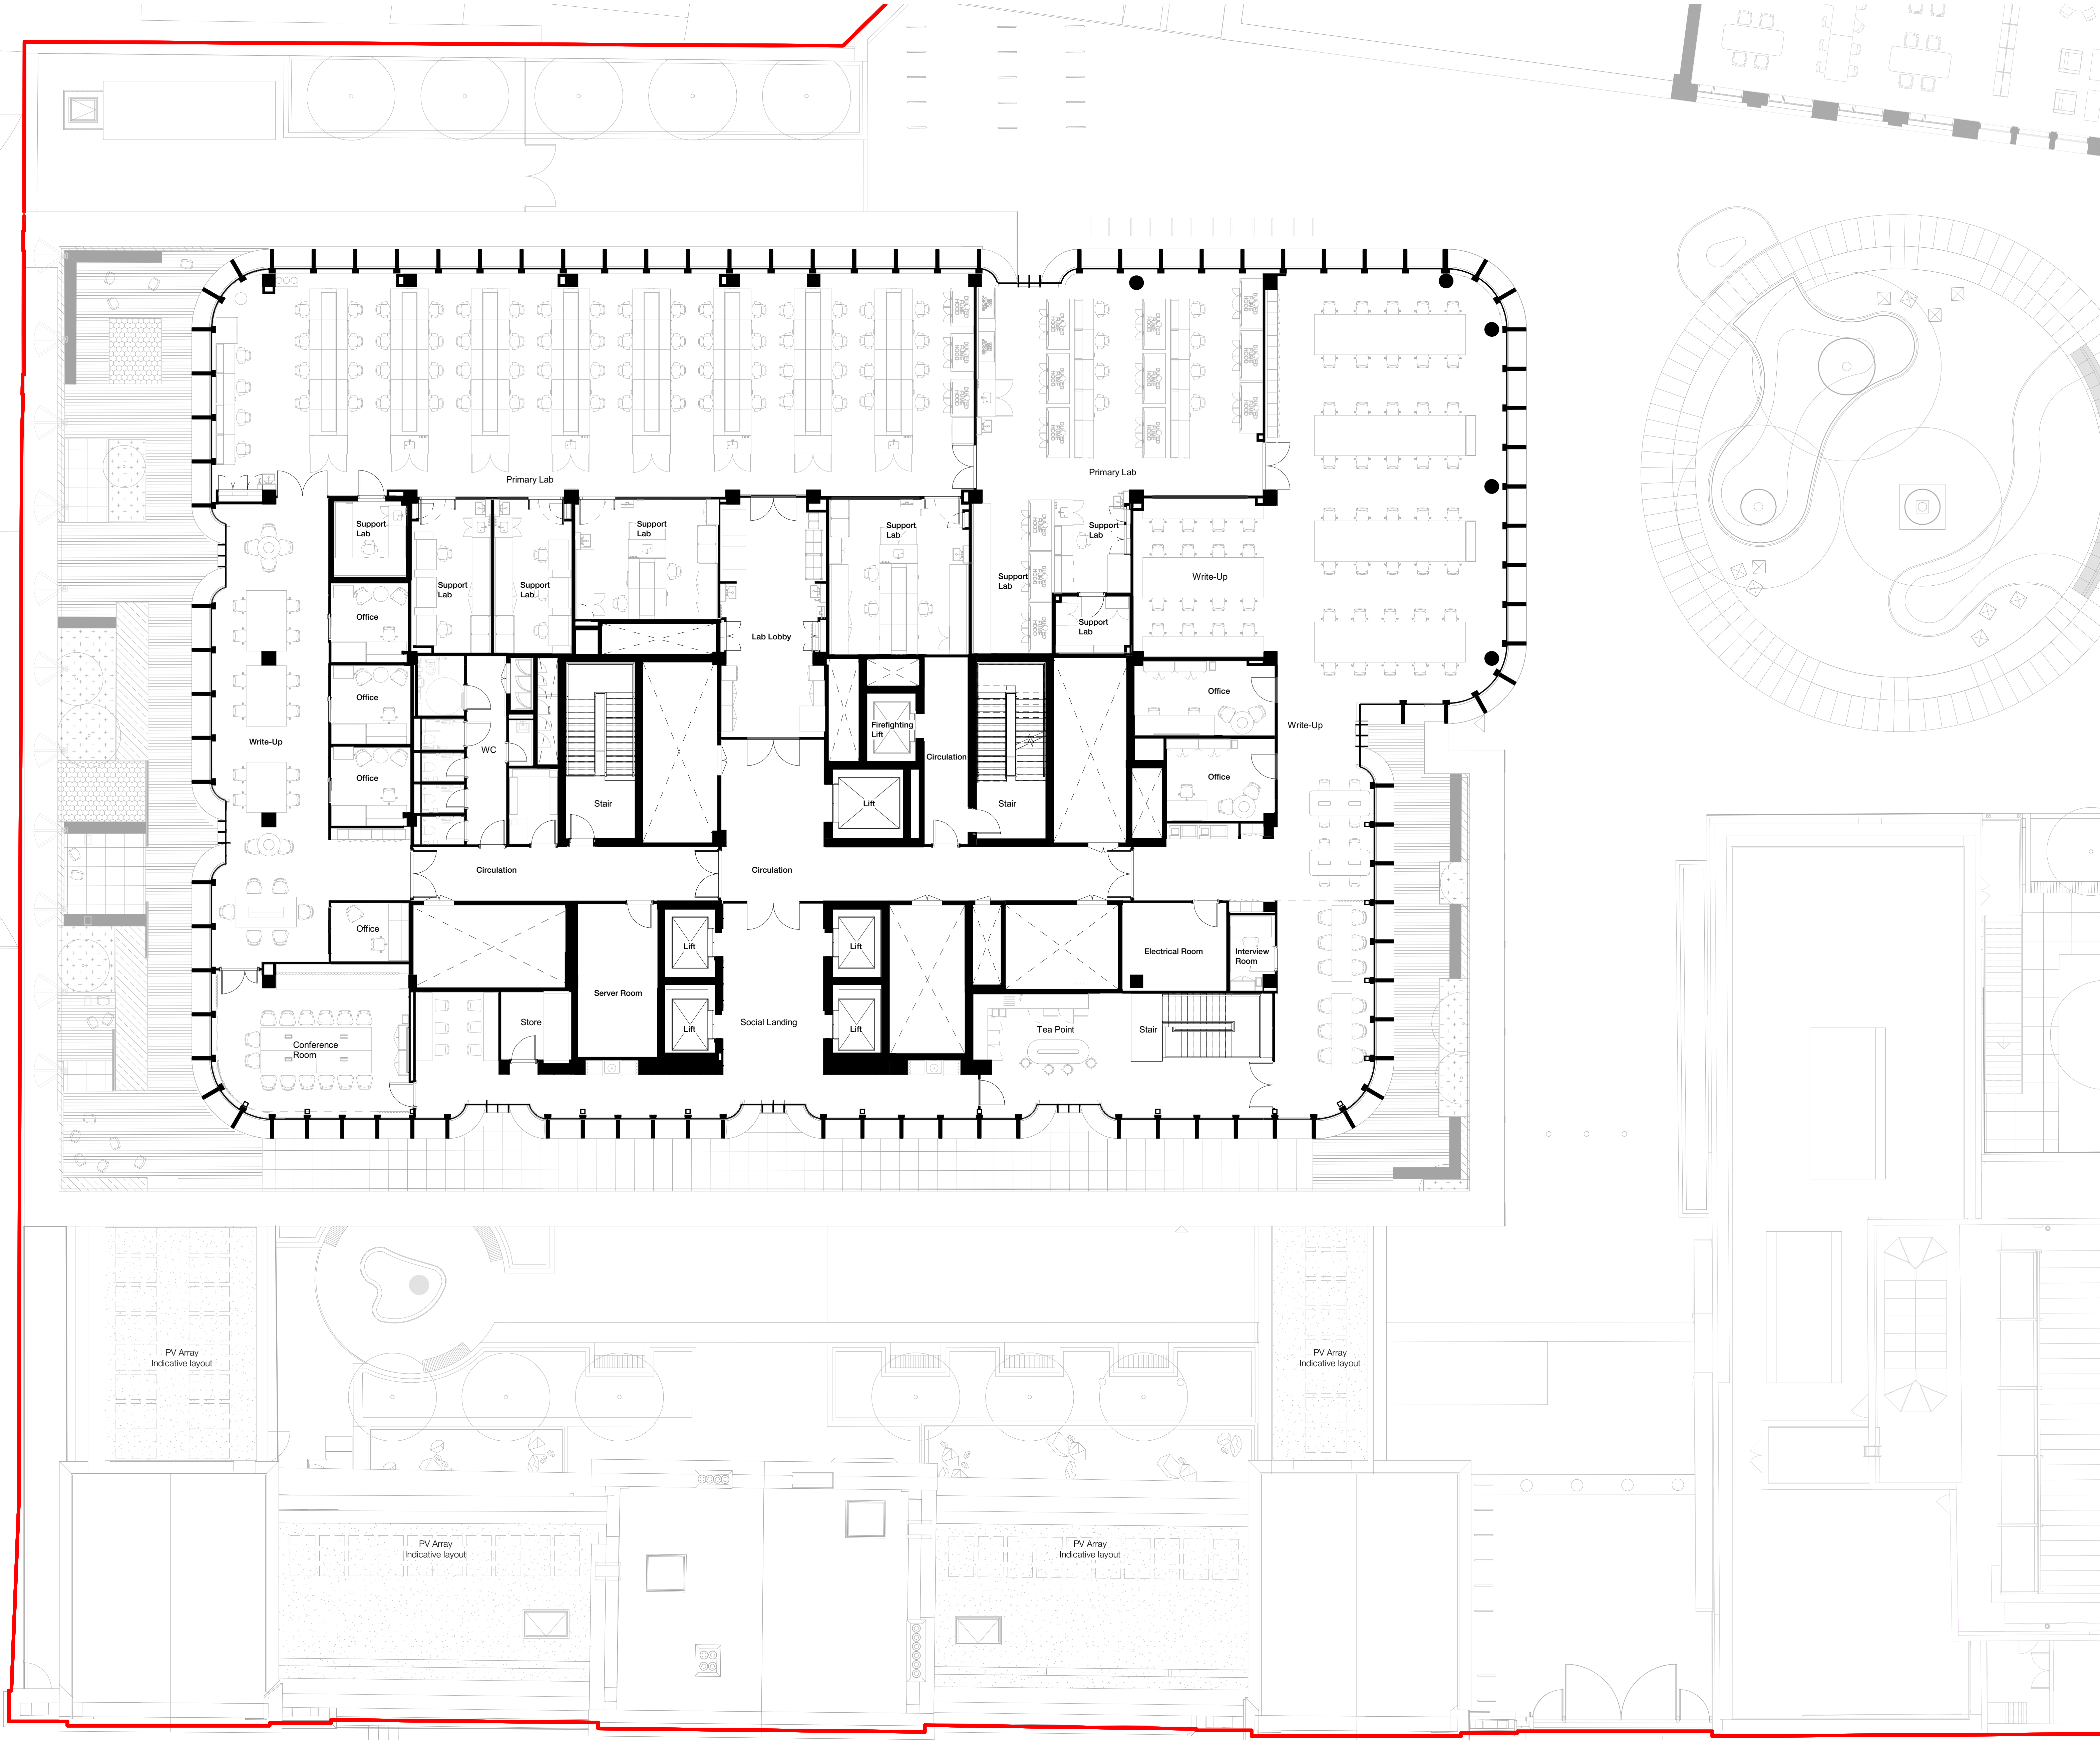 Primary Lab
Primary Lab
Support
Lab
Support
Lab
Support
Lab
Support
Lab
Support
Lab
Support
Lab
Support
Lab
Write-Up
Support
Lab
Office
Lab Lobby
Office
Office
Office
Write-Up
WC
Firefighting
Lift
Circulation
Write-Up
Office
Office
Stair
Lift
Stair
Circulation
Circulation
Office
Lift
Lift
Electrical Room
Interview
Room
Server Room
Store
Social Landing
Lift
Lift
Tea Point
Stair
Conference
Room
PV Array
Indicative layout
PV Array
Indicative layout
PV Array
Indicative layout
PV Array
Indicative layout